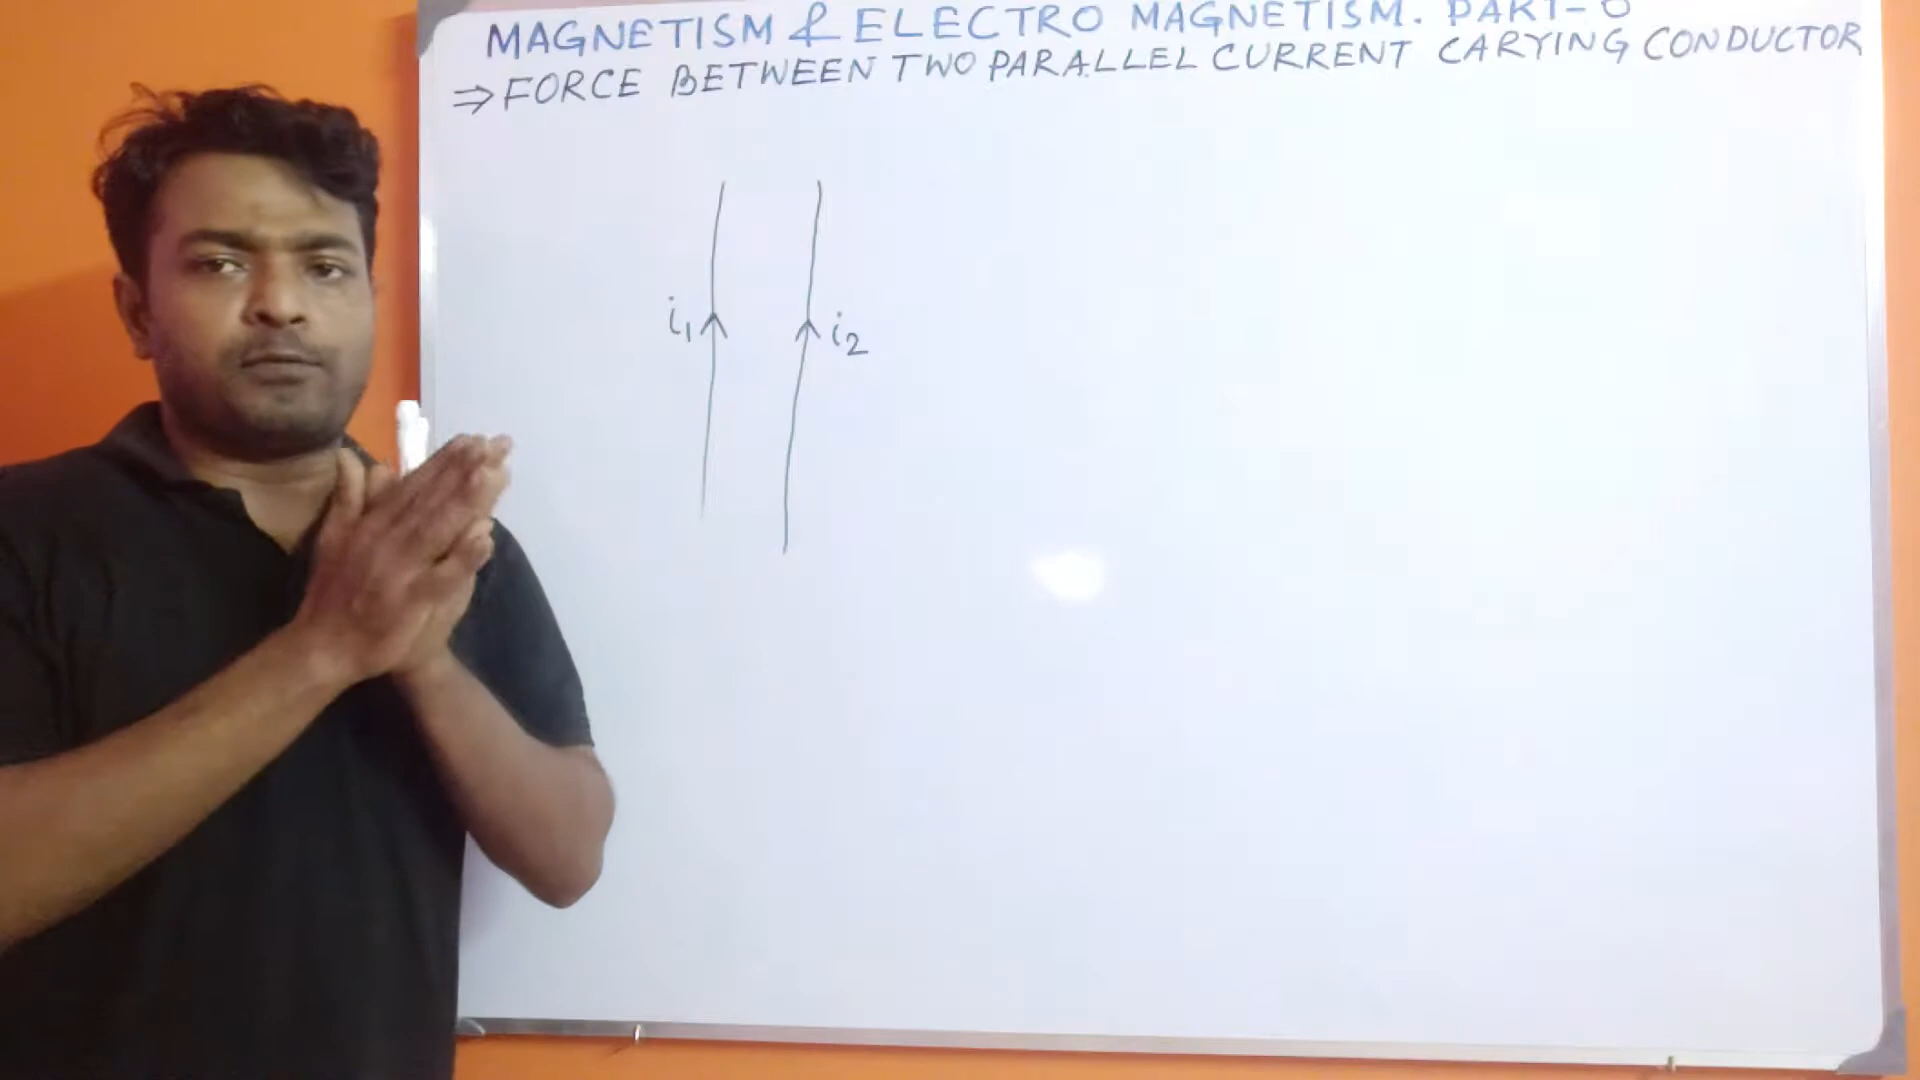 MAGNETISM & ELECTRO MAGNETISM. PART-
⇒ FORCE BETWEEN TWO PARALLEL CURRENT CARYING CONDUCTOR
i₁ i₂